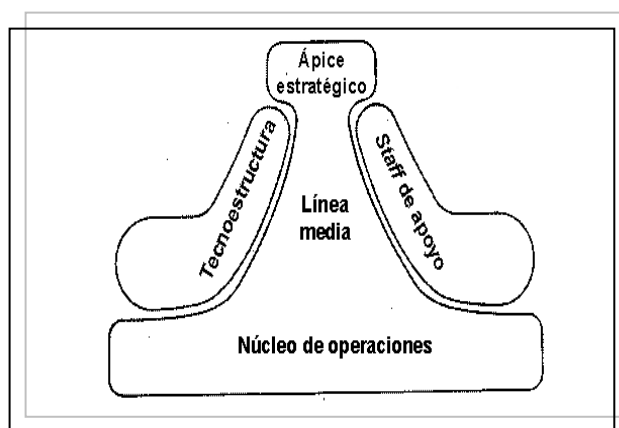 Ápice
estratégico
Tecnoestructura
Staff de apoyo
Línea
media
Núcleo de operaciones